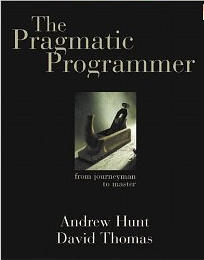 The
Pragmatic
Programmer
from journeyman
to master
Andrew Hunt
David Thomas